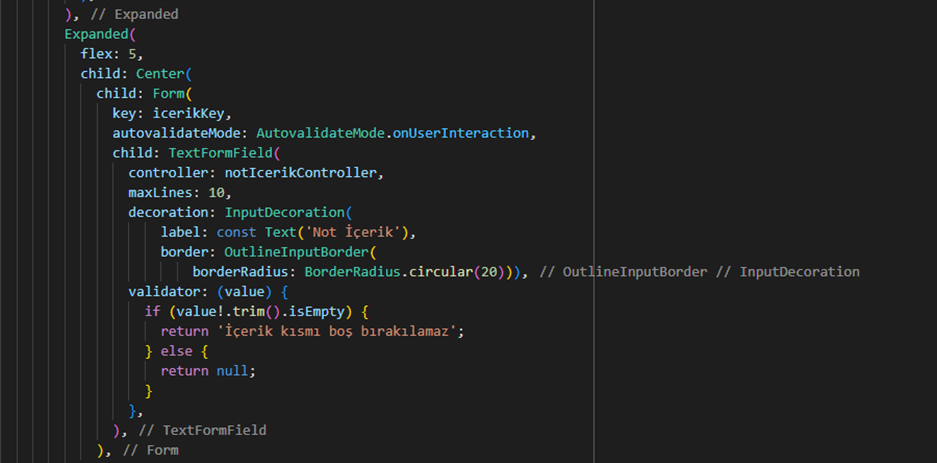 ), // Expanded
Expanded(
flex: 5,
child: Center(
child: Form(
key: icerikKey,
autovalidateMode: AutovalidateMode.onUserInteraction,
child: TextFormField(
controller: notIcerikController,
maxLines: 10,
decoration: InputDecoration(
label: const Text('Not İçerik'),
border: OutlineInputBorder(
borderRadius: BorderRadius.circular(20))), // OutlineInputBorder // InputDecoration
validator: (value) {
if (value!.trim().isEmpty) {
return 'İçerik kısmı boş bırakılamaz';
} else {
return null;
}
},
), // TextFormField
), // Form